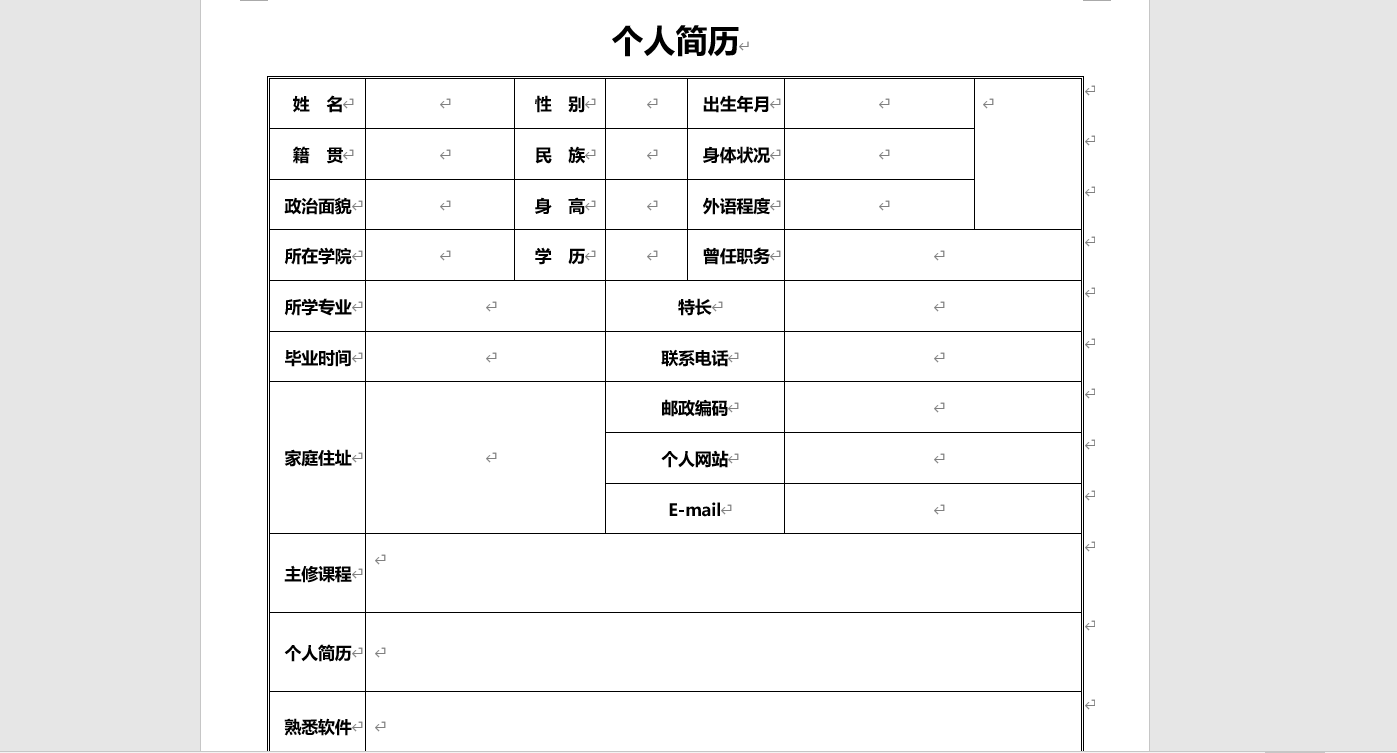 个人简历
姓 名 性 别 出生年月
籍 贯 民 族 身体状况
政治面貌 身 高 外语程度
所在学院 学 历 曾任职务
所学专业 特长
毕业时间 联系电话
家庭住址 邮政编码
个人网站
E-mail
主修课程
个人简历
熟悉软件